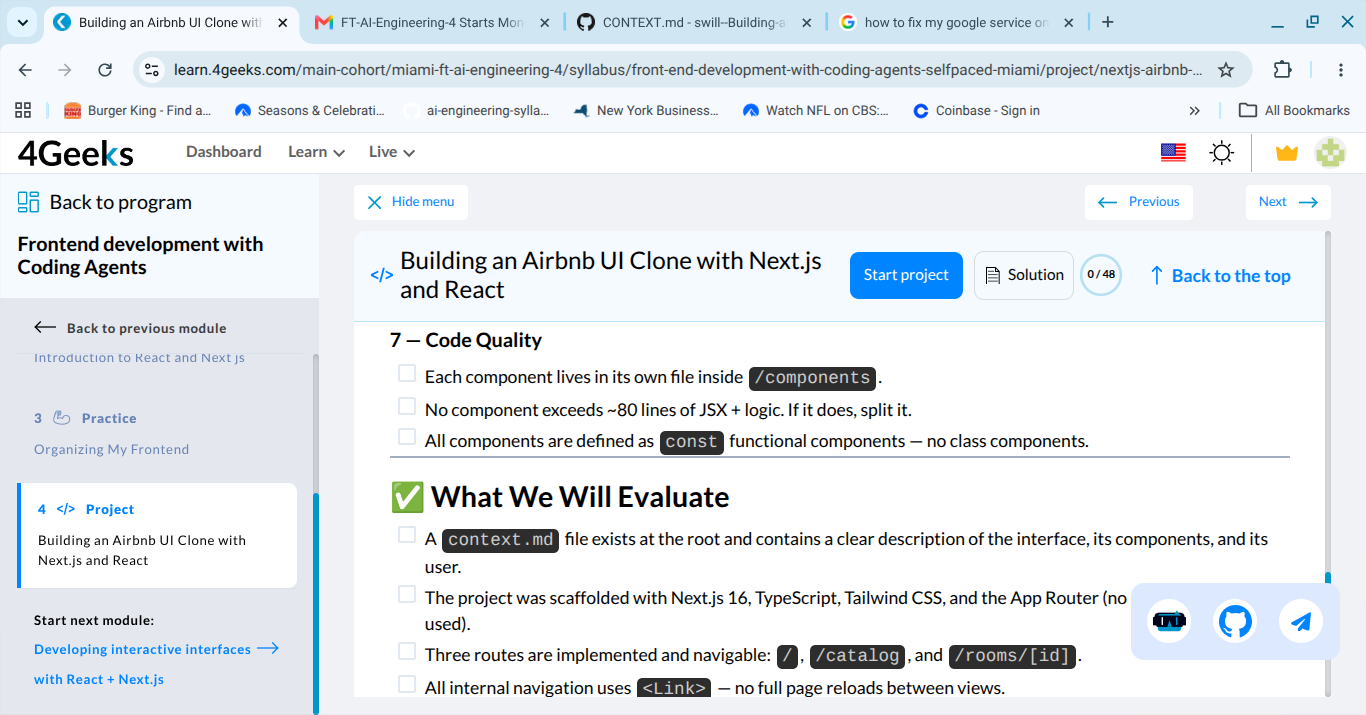 Building an Airbnb UI Clone with
FT-AI-Engineering-4 Starts Mon
CONTEXT.md - swill--Building-a
how to fix my google service on
learn.4geeks.com/main-cohort/miami-ft-ai-engineering-4/syllabus/front-end-development-with-coding-agents-selfpaced-miami/project/nextjs-airbnb-...
Burger King - Find a...
Seasons & Celebrati...
ai-engineering-sylla...
New York Business...
Watch NFL on CBS:...
Coinbase - Sign in
All Bookmarks
4Geeks
Dashboard
Learn
Live
Back to program
Frontend development with
Coding Agents
Back to previous module
Introduction to React and Next js
3 Practice
Organizing My Frontend
4 </> Project
Building an Airbnb UI Clone with
Next.js and React
Start next module:
Developing interactive interfaces
with React + Next.js
Hide menu
Previous
Next
</>
Building an Airbnb UI Clone with Next.js
and React
Start project
Solution
0 / 48
Back to the top
7 — Code Quality
Each component lives in its own file inside /components.
No component exceeds ~80 lines of JSX + logic. If it does, split it.
All components are defined as const functional components — no class components.
✅ What We Will Evaluate
A context.md file exists at the root and contains a clear description of the interface, its components, and its
user.
The project was scaffolded with Next.js 16, TypeScript, Tailwind CSS, and the App Router (no
used).
Three routes are implemented and navigable: /, /catalog, and /rooms/[id].
All internal navigation uses <Link> — no full page reloads between views.